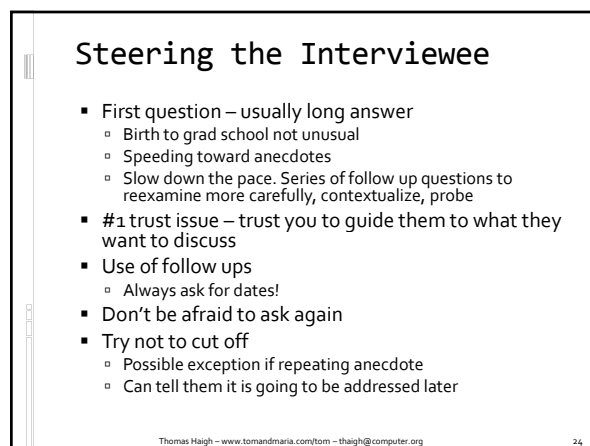 Steering the Interviewee
▪ First question – usually long answer
▫ Birth to grad school not unusual
▫ Speeding toward anecdotes
▫ Slow down the pace. Series of follow up questions to
reexamine more carefully, contextualize, probe
▪ #1 trust issue – trust you to guide them to what they
want to discuss
▪ Use of follow ups
▫ Always ask for dates!
▪ Don’t be afraid to ask again
▪ Try not to cut off
▫ Possible exception if repeating anecdote
▫ Can tell them it is going to be addressed later
Thomas Haigh – www.tomandmaria.com/tom – thaigh@computer.org
24